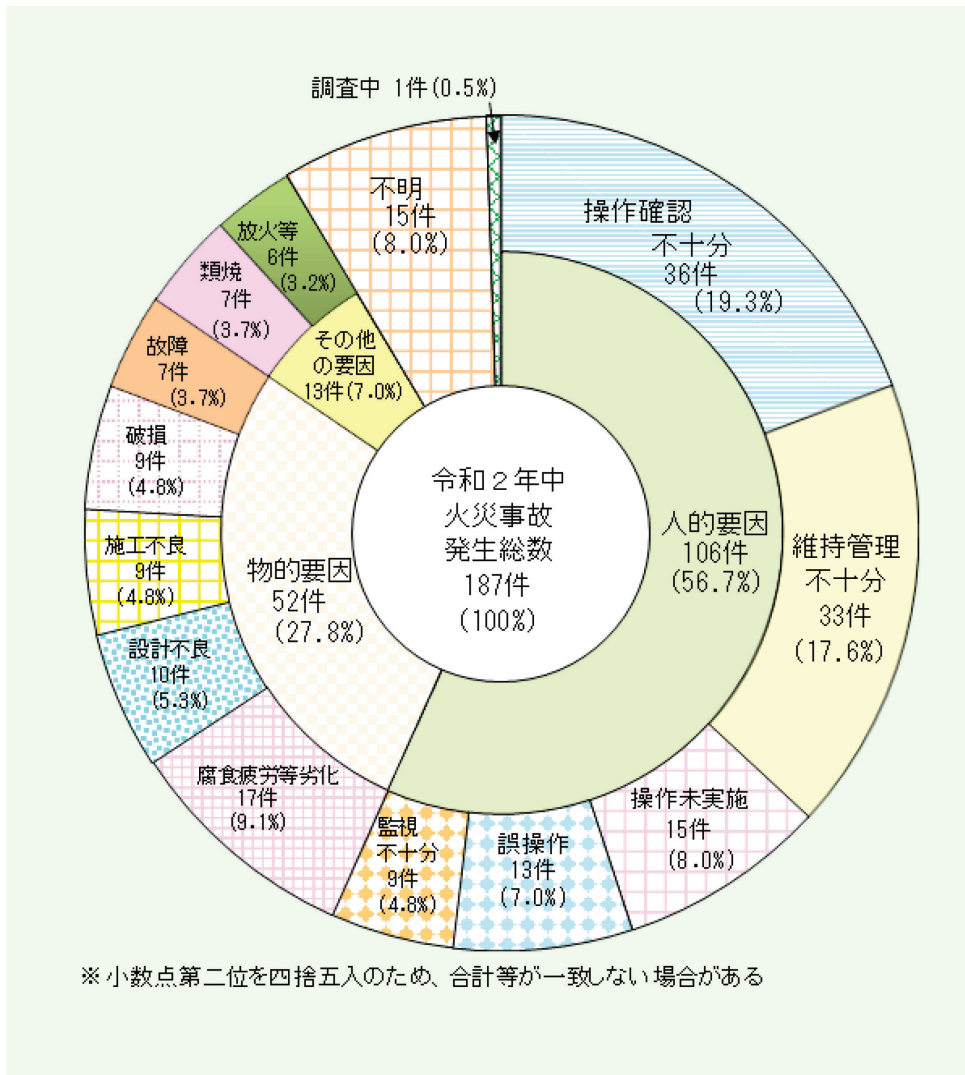 調査中 1件(0.5%)
操作確認
不十分
36件
(19.3%)
維持管理
不十分
33件
(17.6%)
操作未実施
15件
(8.0%)
誤操作
13件
(7.0%)
監視
不十分
9件
(4.8%)
腐食疲労等劣化
17件
(9.1%)
設計不良
10件
(5.3%)
施工不良
9件
(4.8%)
破損
9件
(4.8%)
故障
7件
(3.7%)
類焼
7件
(3.7%)
放火等
6件
(3.2%)
不明
15件
(8.0%)
人的要因
106件
(56.7%)
物的要因
52件
(27.8%)
その他
の要因
13件(7.0%)
令和２年中
火災事故
発生総数
187件
(100%)
※ 小数点第二位を四捨五入のため、合計等が一致しない場合がある